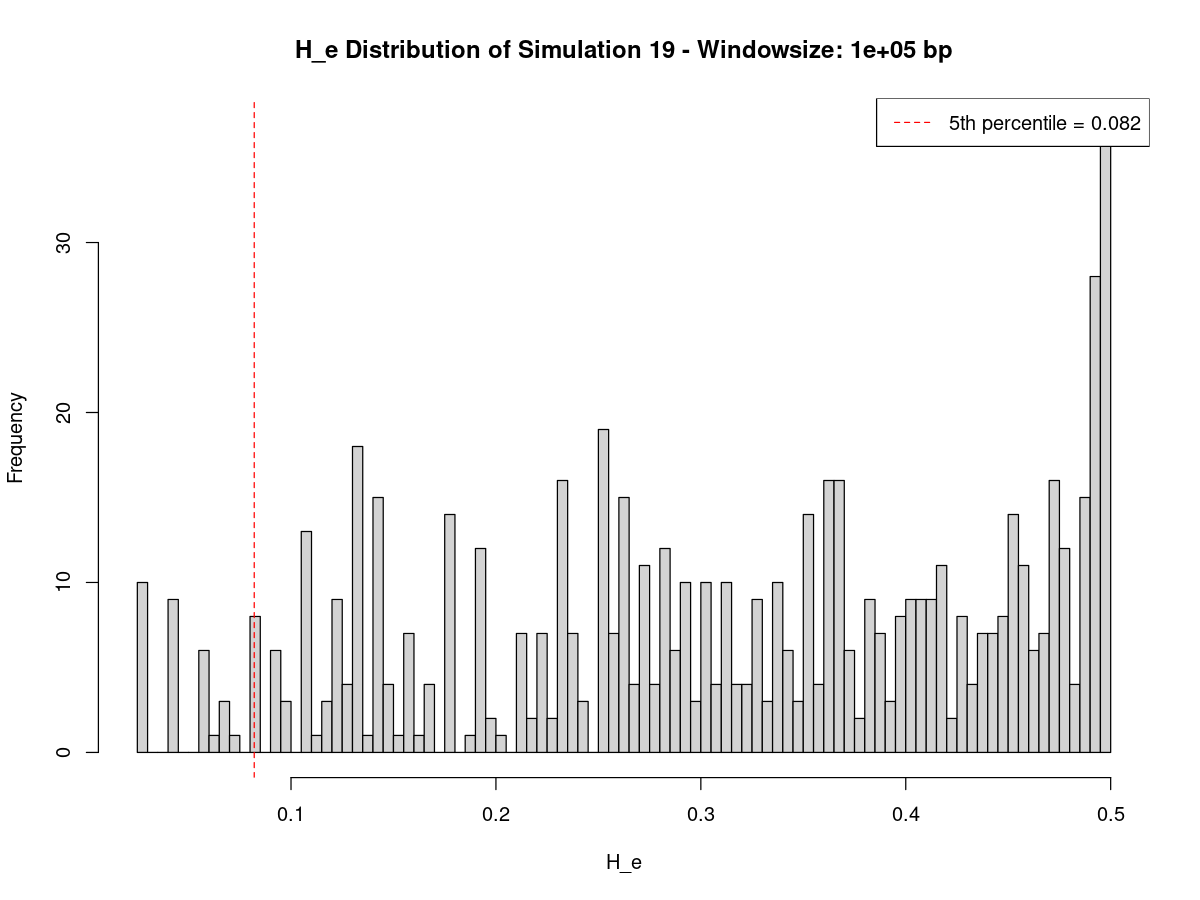 H_e Distribution of Simulation 19 - Windowsize: 1e+05 bp
5th percentile = 0.082
Frequency
30
20
10
0
0.1 0.2 0.3 0.4 0.5
H_e